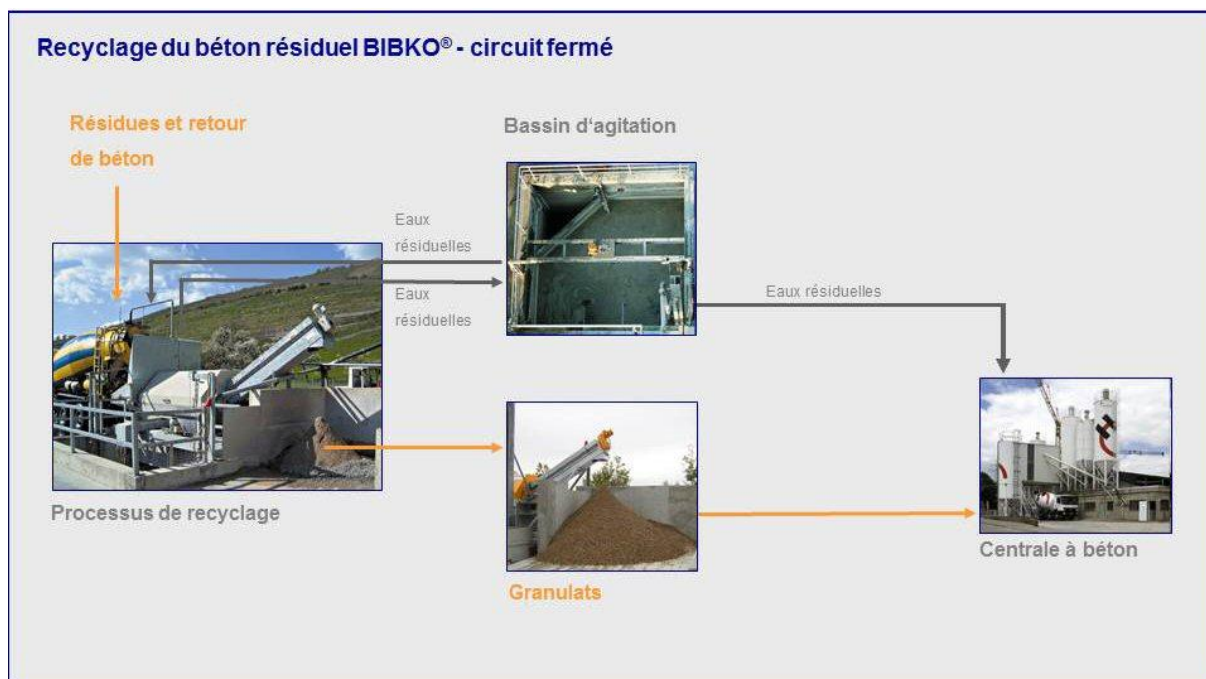 Recyclage du béton résiduel BIBKO® - circuit fermé
Résidues et retour
de béton
Bassin d'agitation
Eaux
résiduelles
Eaux
résiduelles
Eaux résiduelles
Processus de recyclage
Granulats
Centrale à béton
H